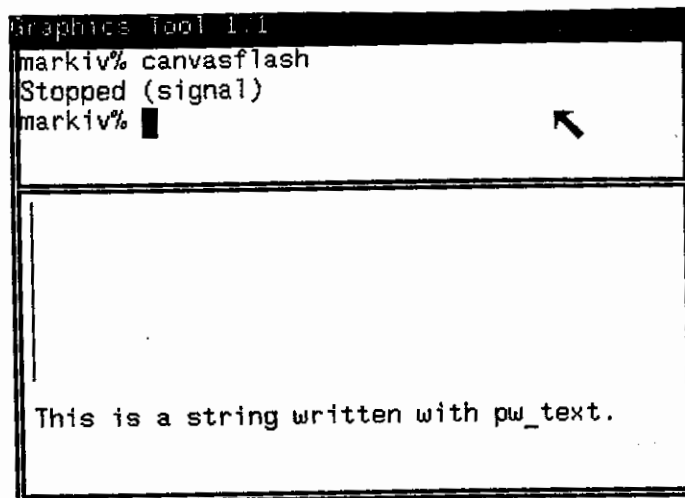 Graphics Tool 1.1
markiv% canvasflash
Stopped (signal)
markiv%
This is a string written with pw_text.